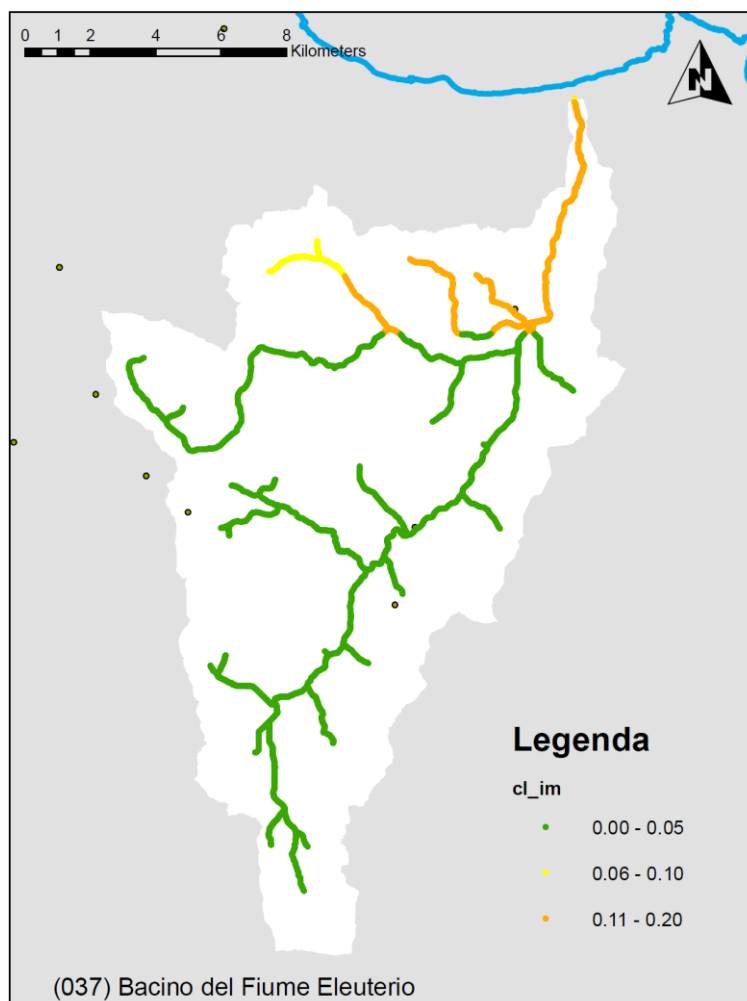 0 1 2 4 6 8
Kilometers
N
Legenda
cl_im
0.00 - 0.05
0.06 - 0.10
0.11 - 0.20
(037) Bacino del Fiume Eleuterio